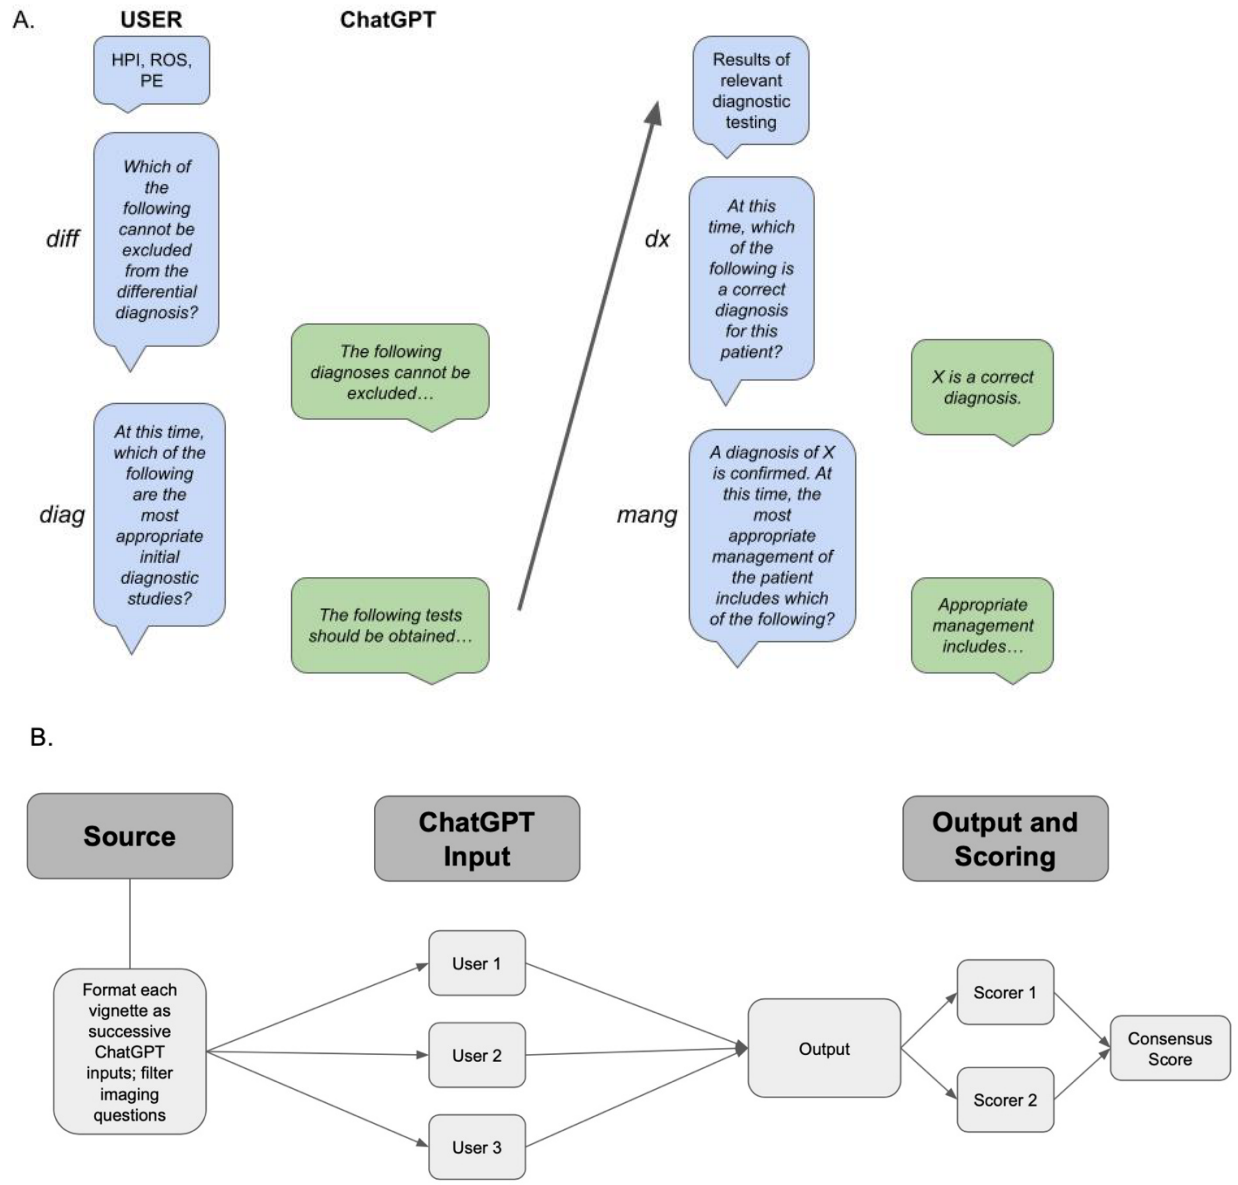 A.
USER
ChatGPT
HPI, ROS,
PE
diff
Which of
the
following
cannot be
excluded
from the
differential
diagnosis?
The following
diagnoses cannot be
excluded…
diag
At this time,
which of the
following
are the
most
appropriate
initial
diagnostic
studies?
The following tests
should be obtained…
Results of
relevant
diagnostic
testing
dx
At this
time, which
of the
following is
a correct
diagnosis
for this
patient?
X is a correct
diagnosis.
mang
A diagnosis of X
is confirmed. At
this time, the
most
appropriate
management of
the patient
includes which
of the following?
Appropriate
management
includes…
B.
Source
ChatGPT
Input
Output and
Scoring
Format each
vignette as
successive
ChatGPT
inputs; filter
imaging
questions
User 1
User 2
User 3
Output
Scorer 1
Scorer 2
Consensus
Score